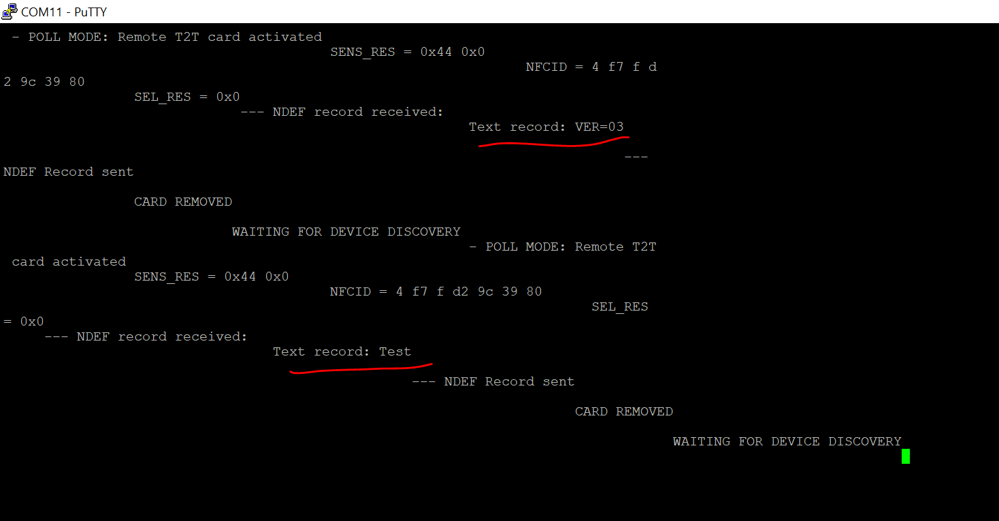 COM11 - PuTTY
- POLL MODE: Remote T2T card activated
SENS_RES = 0x44 0x0
NFCID = 4 f7 f d
2 9c 39 80
SEL_RES = 0x0
--- NDEF record received:
Text record: VER=03
---
NDEF Record sent
CARD REMOVED
WAITING FOR DEVICE DISCOVERY
- POLL MODE: Remote T2T
card activated
SENS_RES = 0x44 0x0
NFCID = 4 f7 f d2 9c 39 80
SEL_RES
= 0x0
--- NDEF record received:
Text record: Test
--- NDEF Record sent
CARD REMOVED
WAITING FOR DEVICE DISCOVERY